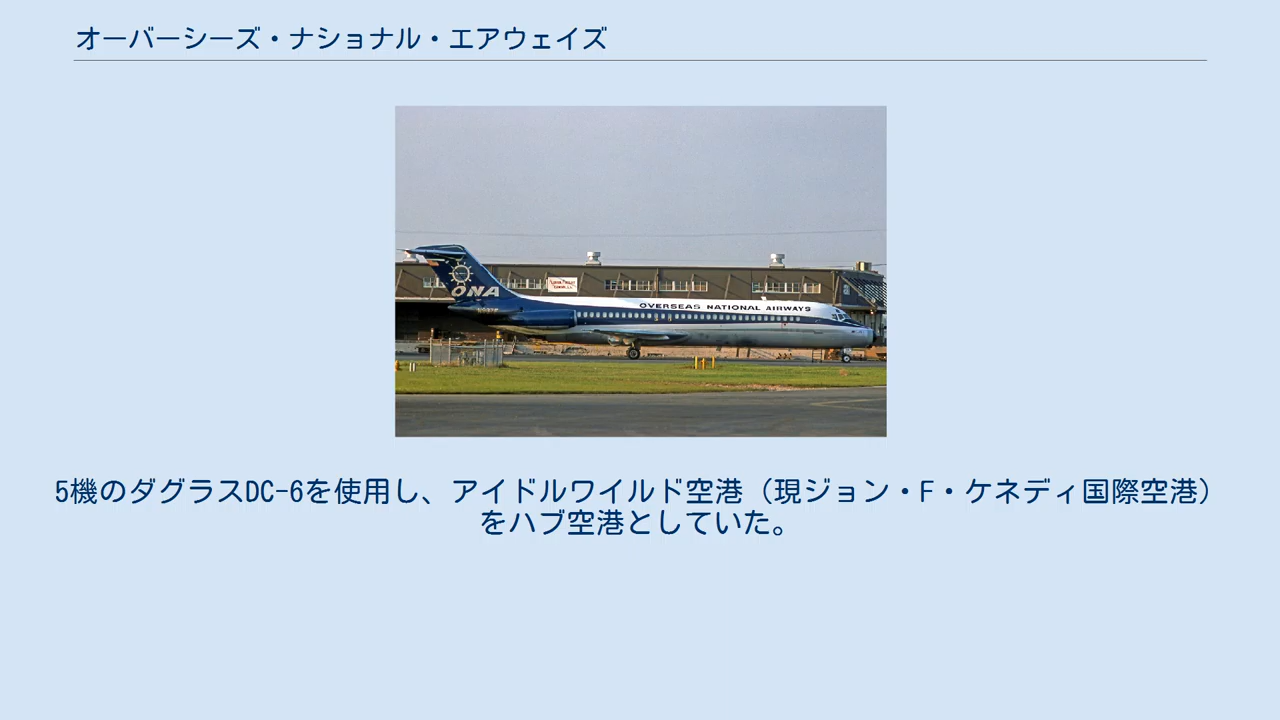 オーバーシーズ・ナショナル・エアウェイズ
ONA
OVERSEAS NATIONAL AIRWAYS
5機のダグラスDC-6を使用し、アイドルワイルド空港（現ジョン・F・ケネディ国際空港）
をハブ空港としていた。